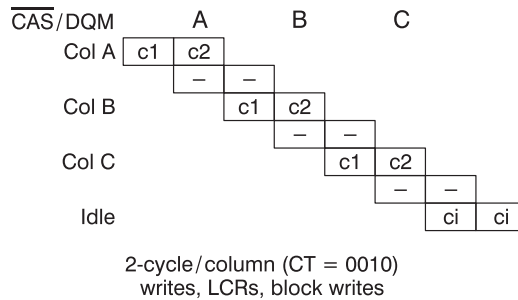 CAS/DQM A B C
Col A c1 c2
– –
Col B c1 c2
– –
Col C c1 c2
– –
Idle ci ci
2-cycle/column (CT = 0010)
writes, LCRs, block writes